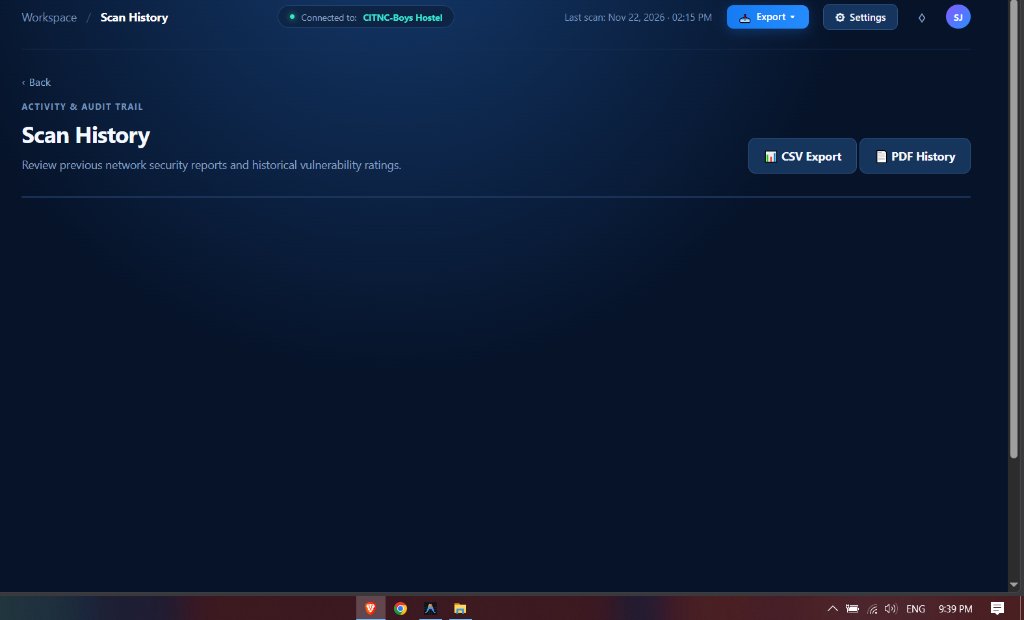 Workspace / Scan History
Connected to: CITNC-Boys Hostel
Last scan: Nov 22, 2026 · 02:15 PM
Export
Settings
SJ
‹ Back
ACTIVITY & AUDIT TRAIL
Scan History
Review previous network security reports and historical vulnerability ratings.
CSV Export
PDF History
ENG
9:39 PM